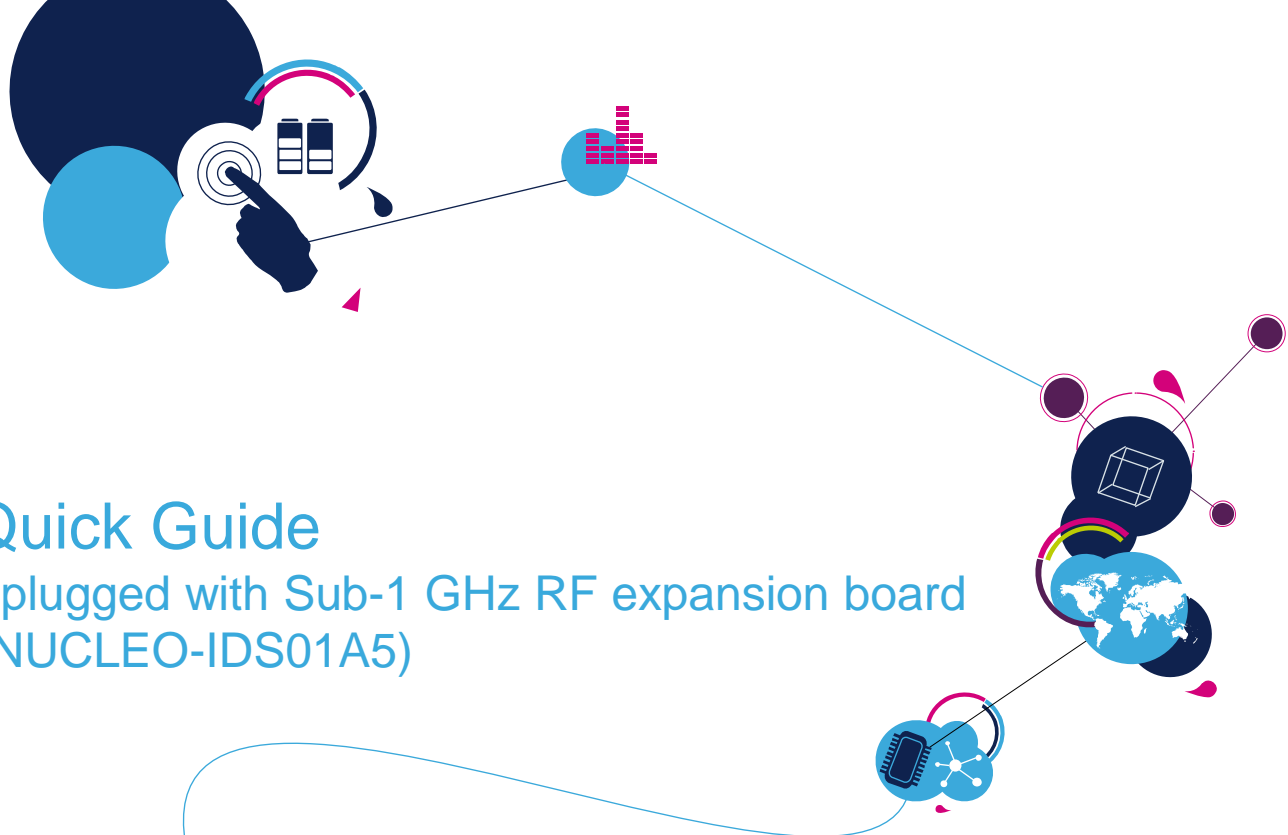 Quick Guide
plugged with Sub-1 GHz RF expansion board
NUCLEO-IDS01A5)